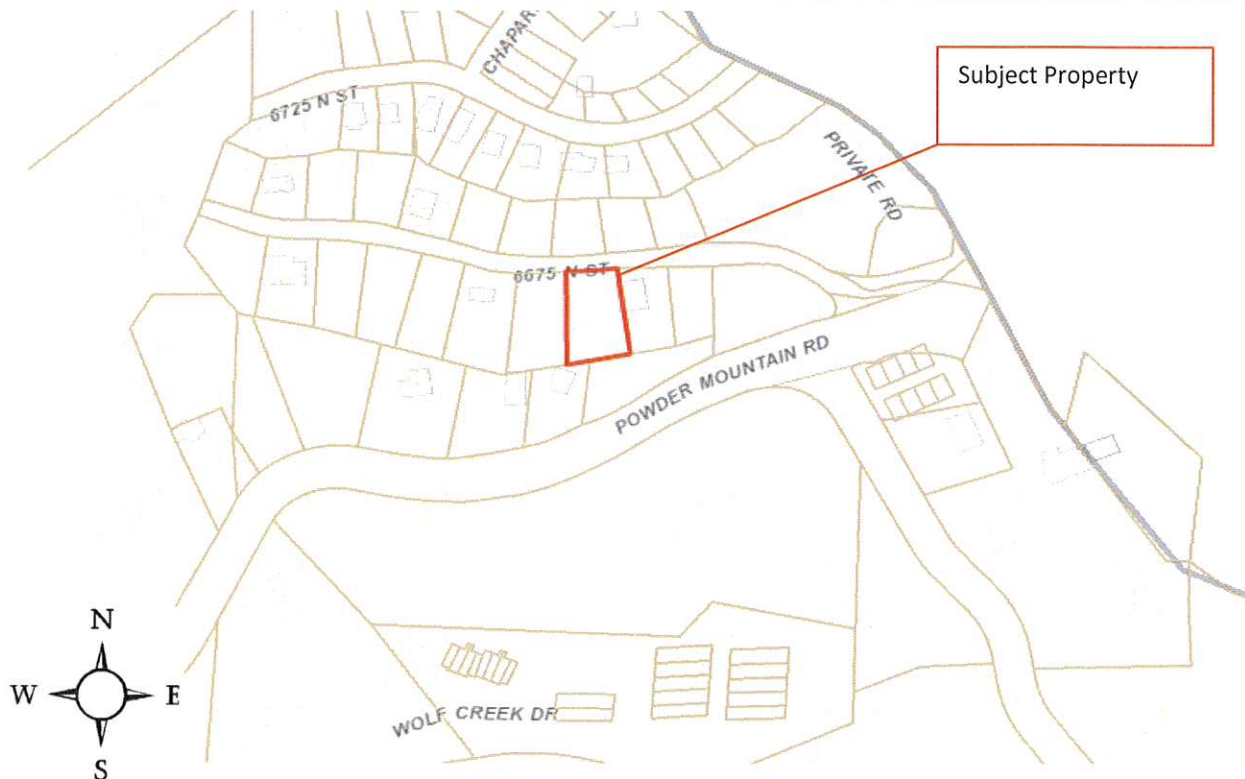 CHAPAR
6725 N ST
Subject Property
PRIVATE RD
6675 N ST
POWDER MOUNTAIN RD
N
W E
S
WOLF CREEK DR